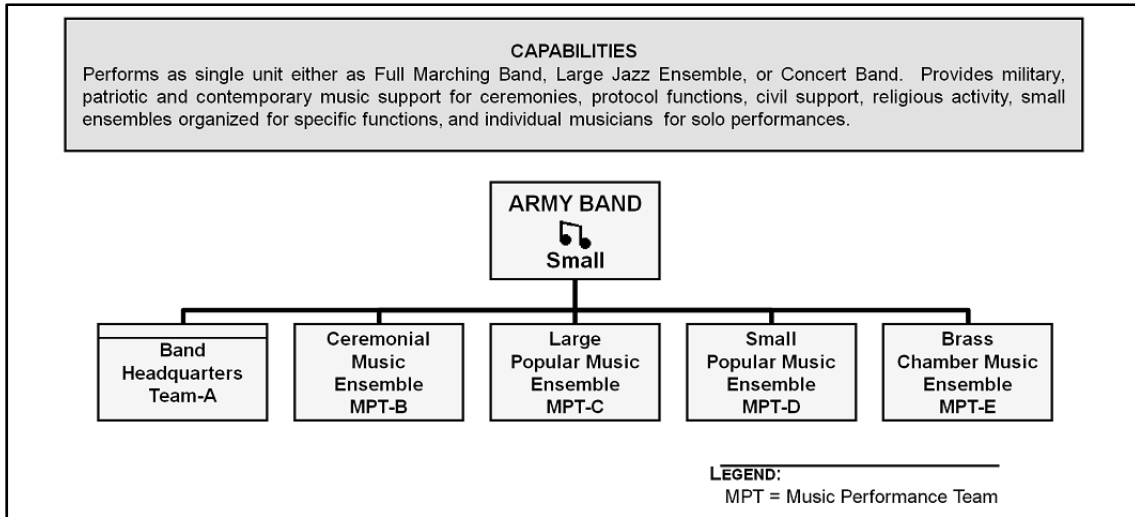 CAPABILITIES
Performs as single unit either as Full Marching Band, Large Jazz Ensemble, or Concert Band. Provides military,
patriotic and contemporary music support for ceremonies, protocol functions, civil support, religious activity, small
ensembles organized for specific functions, and individual musicians for solo performances.
ARMY BAND
Small
Band
Headquarters
Team-A
Ceremonial
Music
Ensemble
MPT-B
Large
Popular Music
Ensemble
MPT-C
Small
Popular Music
Ensemble
MPT-D
Brass
Chamber Music
Ensemble
MPT-E
LEGEND:
MPT = Music Performance Team